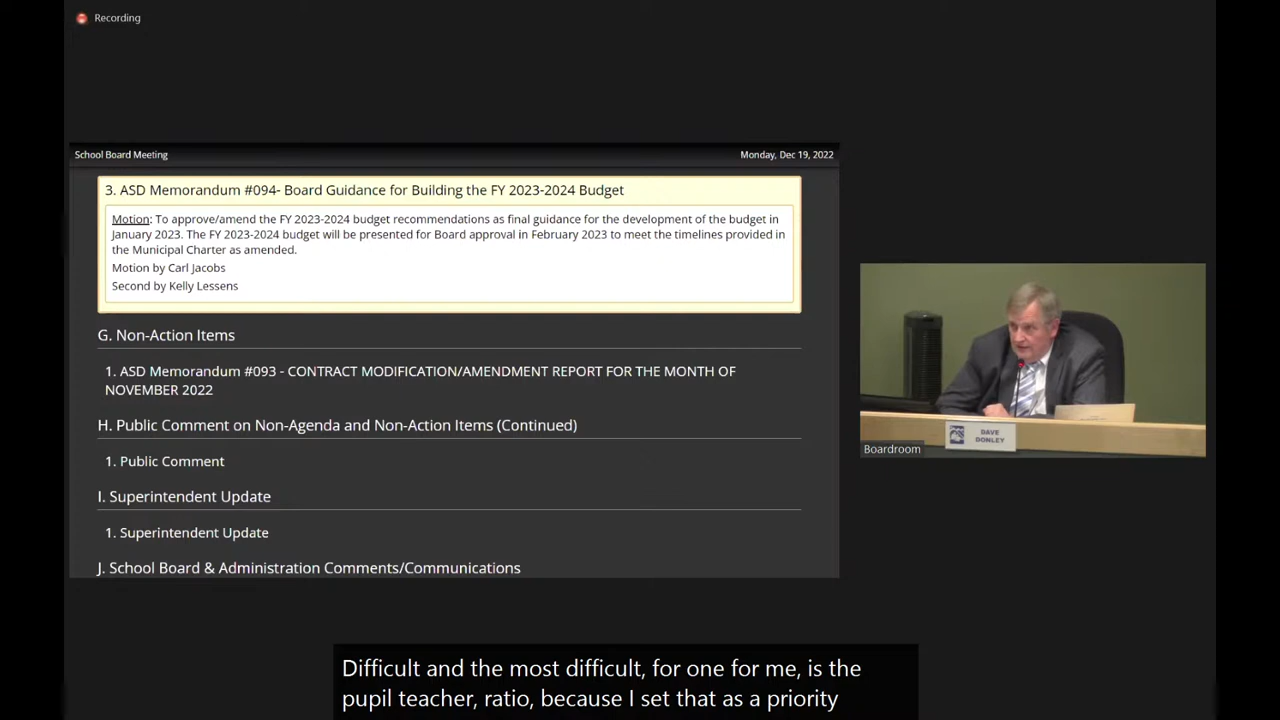 Recording
School Board Meeting
Monday, Dec 19, 2022
3. ASD Memorandum #094- Board Guidance for Building the FY 2023-2024 Budget
Motion: To approve/amend the FY 2023-2024 budget recommendations as final guidance for the development of the budget in
January 2023. The FY 2023-2024 budget will be presented for Board approval in February 2023 to meet the timelines provided in
the Municipal Charter as amended.
Motion by Carl Jacobs
Second by Kelly Lessens
G. Non-Action Items
1. ASD Memorandum #093 - CONTRACT MODIFICATION/AMENDMENT REPORT FOR THE MONTH OF
NOVEMBER 2022
H. Public Comment on Non-Agenda and Non-Action Items (Continued)
1. Public Comment
I. Superintendent Update
1. Superintendent Update
J. School Board & Administration Comments/Communications
DAVE
DONLEY
Boardroom
Difficult and the most difficult, for one for me, is the
pupil teacher, ratio, because I set that as a priority